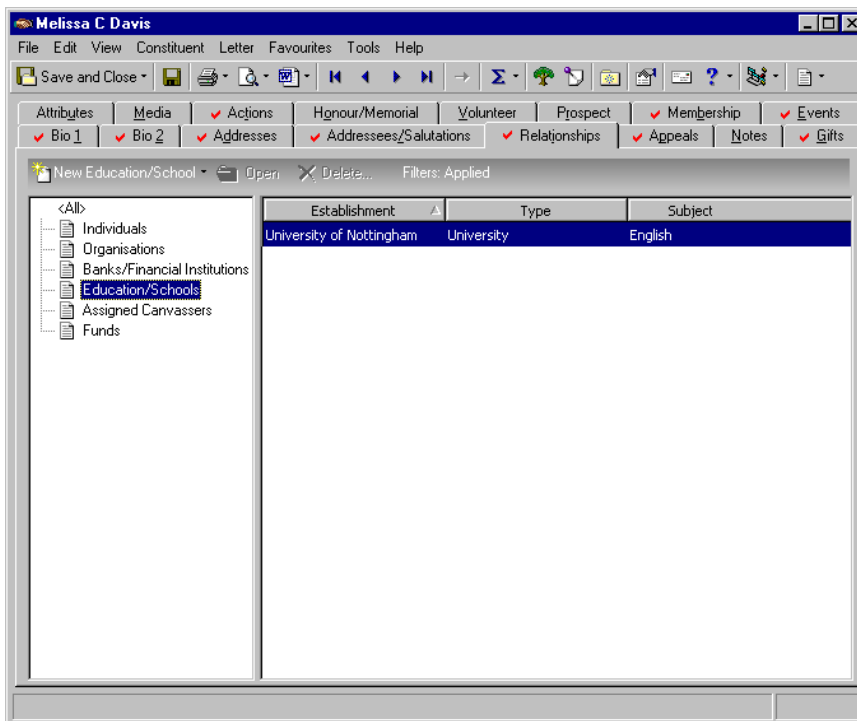 Melissa C Davis
File Edit View Constituent Letter Favourites Tools Help
Save and Close
Attributes Media Actions Honour/Memorial Volunteer Prospect Membership Events
Bio 1 Bio 2 Addresses Addressees/Salutations Relationships Appeals Notes Gifts
New Education/School Open Delete... Filters: Applied
<All>
Individuals
Organisations
Banks/Financial Institutions
Education/Schools
Assigned Canvassers
Funds
Establishment Type Subject
University of Nottingham University English